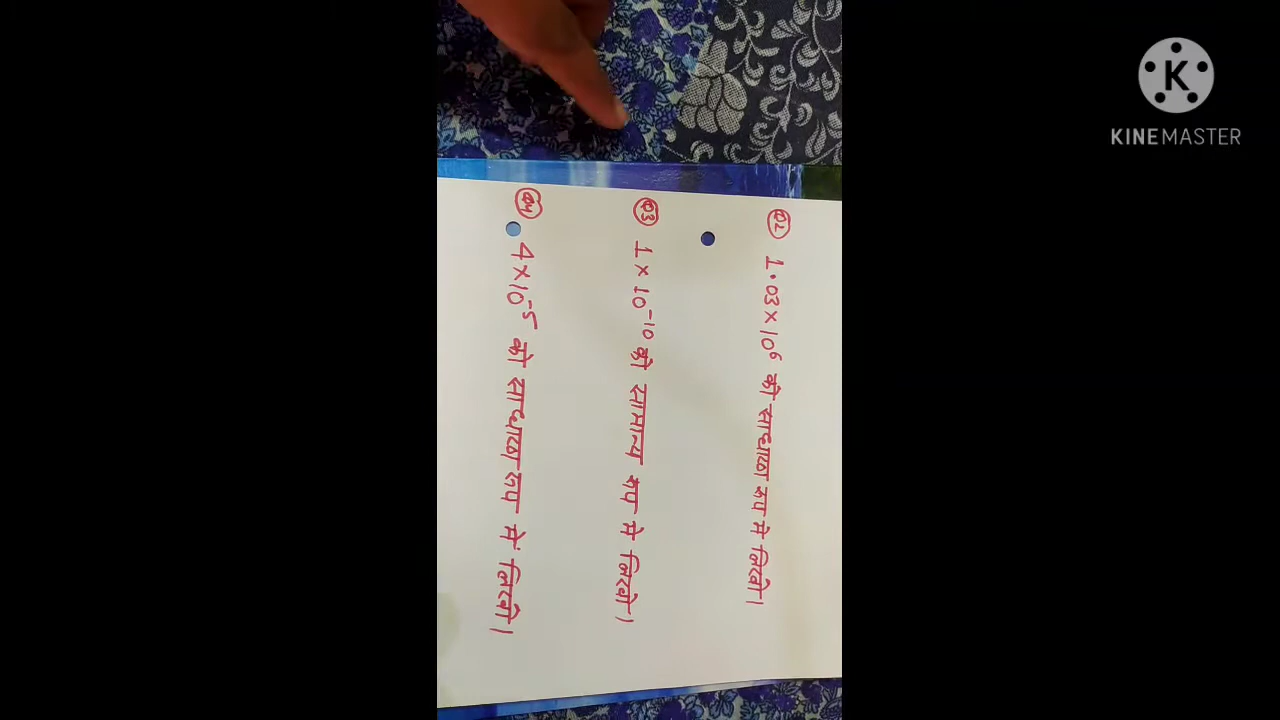 Q2 1.03×10⁶ को साधारण रूप मे लिखो।
Q3 1×10⁻¹⁰ को सामान्य रूप मे लिखो।
Q4 4×10⁻⁵ को साधारण रूप में लिखो।
KINEMASTER